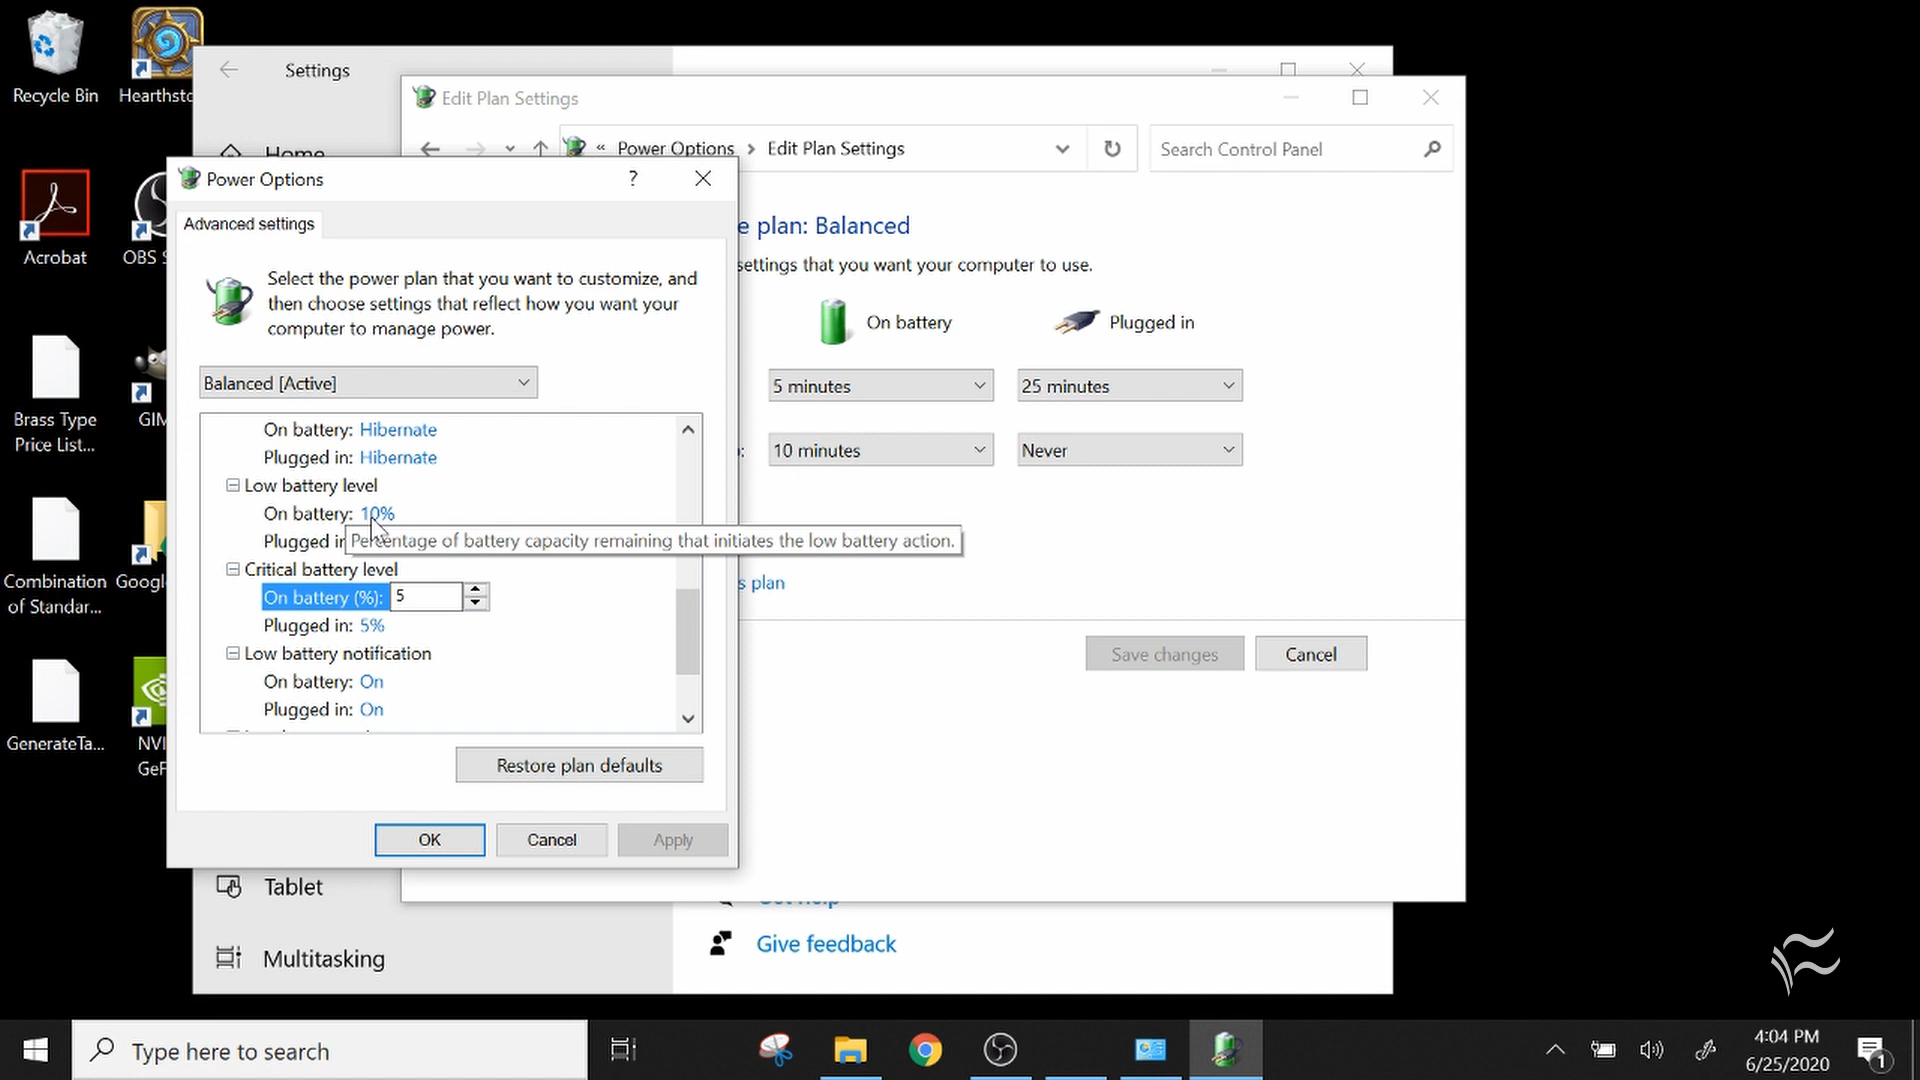 Recycle Bin
Hearthsto
Acrobat
OBS S
Brass Type
Price List...
GIM
Combination
of Standar...
Google
GenerateTa...
NVI
GeF
Settings
Home
Tablet
Multitasking
Give feedback
Edit Plan Settings
« Power Options > Edit Plan Settings
Search Control Panel
e plan: Balanced
settings that you want your computer to use.
On battery
Plugged in
5 minutes
25 minutes
:
10 minutes
Never
s plan
Save changes
Cancel
Power Options
?
Advanced settings
Select the power plan that you want to customize, and
then choose settings that reflect how you want your
computer to manage power.
Balanced [Active]
On battery: Hibernate
Plugged in: Hibernate
Low battery level
On battery: 10%
Plugged in
Percentage of battery capacity remaining that initiates the low battery action.
Critical battery level
On battery (%): 5
Plugged in: 5%
Low battery notification
On battery: On
Plugged in: On
Restore plan defaults
OK
Cancel
Apply
Type here to search
4:04 PM
6/25/2020
1